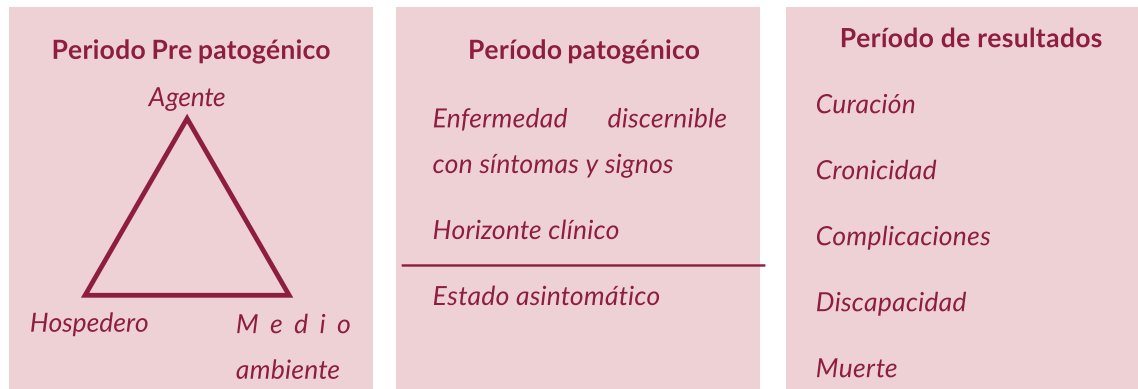 Periodo Pre patogénico
Agente
Hospedero
Medio
ambiente
Período patogénico
Enfermedad discernible
con síntomas y signos
Horizonte clínico
Estado asintomático
Período de resultados
Curación
Cronicidad
Complicaciones
Discapacidad
Muerte